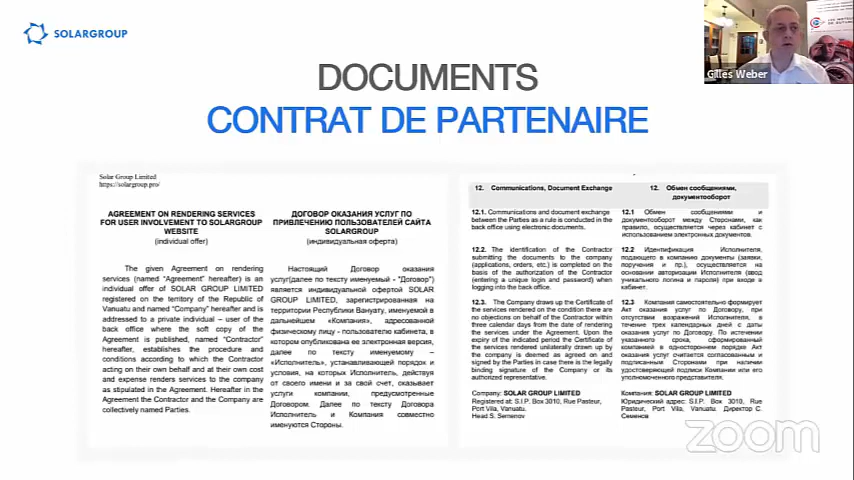 SOLARGROUP
DOCUMENTS
CONTRAT DE PARTENAIRE
Gilles Weber
Solar Group Limited
https://solargroup.pro/
AGREEMENT ON RENDERING SERVICES
FOR USER INVOLVEMENT TO SOLARGROUP
WEBSITE
(individual offer)
The given Agreement on rendering
services (named "Agreement" hereafter) is an
individual offer of SOLAR GROUP LIMITED
registered on the territory of the Republic of
Vanuatu and named "Company" hereafter and is
addressed to a private individual – user of the
back office where the soft copy of the
Agreement is published, named "Contractor"
hereafter, establishes the procedure and
conditions according to which the Contractor
acting on their own behalf and at their own cost
and expense renders services to the company
as stipulated in the Agreement. Hereafter in the
Agreement the Contractor and the Company are
collectively named Parties.
ДОГОВОР ОКАЗАНИЯ УСЛУГ ПО
ПРИВЛЕЧЕНИЮ ПОЛЬЗОВАТЕЛЕЙ САЙТА
SOLARGROUP
(индивидуальная оферта)
Настоящий Договор оказания
услуг(далее по тексту именуемый - "Договор")
является индивидуальной офертой SOLAR
GROUP LIMITED, зарегистрированная на
территории Республики Вануату, именуемой в
дальнейшем «Компания», адресованной
физическому лицу - пользователю кабинета, в
котором опубликована ее электронная версия,
далее по тексту именуемому –
«Исполнитель», устанавливающей порядок и
условия, на которых Исполнитель, действуя
от своего имени и за свой счет, оказывает
услуги компании, предусмотренные
Договором. Далее по тексту Договора
Исполнитель и Компания совместно
именуются Стороны.
12. Communications, Document Exchange
12.1. Communications and document exchange
between the Parties as a rule is conducted in the
back office using electronic documents.
12.2. The identification of the Contractor
submitting the documents to the company
(applications, orders, etc.) is completed on the
basis of the authorization of the Contractor
(entering a unique login and password) when
logging into the back office.
12.3. The Company draws up the Certificate of
the services rendered on the condition there are
no objections on behalf of the Contractor within
three calendar days from the date of rendering
the services under the Agreement. Upon the
expiry of the indicated period the Certificate of
the services rendered unilaterally drawn up by
the company is deemed as agreed on and
signed by the Parties in case there is the legally
binding signature of the Company or its
authorized representative.
Company: SOLAR GROUP LIMITED
Registered at: S.I.P. Box 3010, Rue Pasteur,
Port Vila, Vanuatu.
Head S. Semenov
12. Обмен сообщениями,
документооборот
12.1 Обмен сообщениями и
документооборот между Сторонами, как
правило, осуществляется через кабинет с
использованием электронных документов.
12.2 Идентификация Исполнителя,
подающего в компанию документы (заявки,
поручения и пр.), осуществляется на
основании авторизации Исполнителя (ввод
уникального логина и пароля) при входе в
кабинет.
12.3 Компания самостоятельно формирует
Акт оказания услуг по Договору, при
отсутствии возражений Исполнителя, в
течение трех календарных дней с даты
оказания услуг по Договору. По истечении
указанного срока, сформированный
компанией в одностороннем порядке Акт
оказания услуг считается согласованным и
подписанным Сторонами при наличии
удостоверяющей подписи Компании или его
уполномоченного представителя.
Компания: SOLAR GROUP LIMITED
Юридический адрес: S.I.P. Box 3010, Rue
Pasteur, Port Vila, Vanuatu. Директор С.
Семенов
zoom